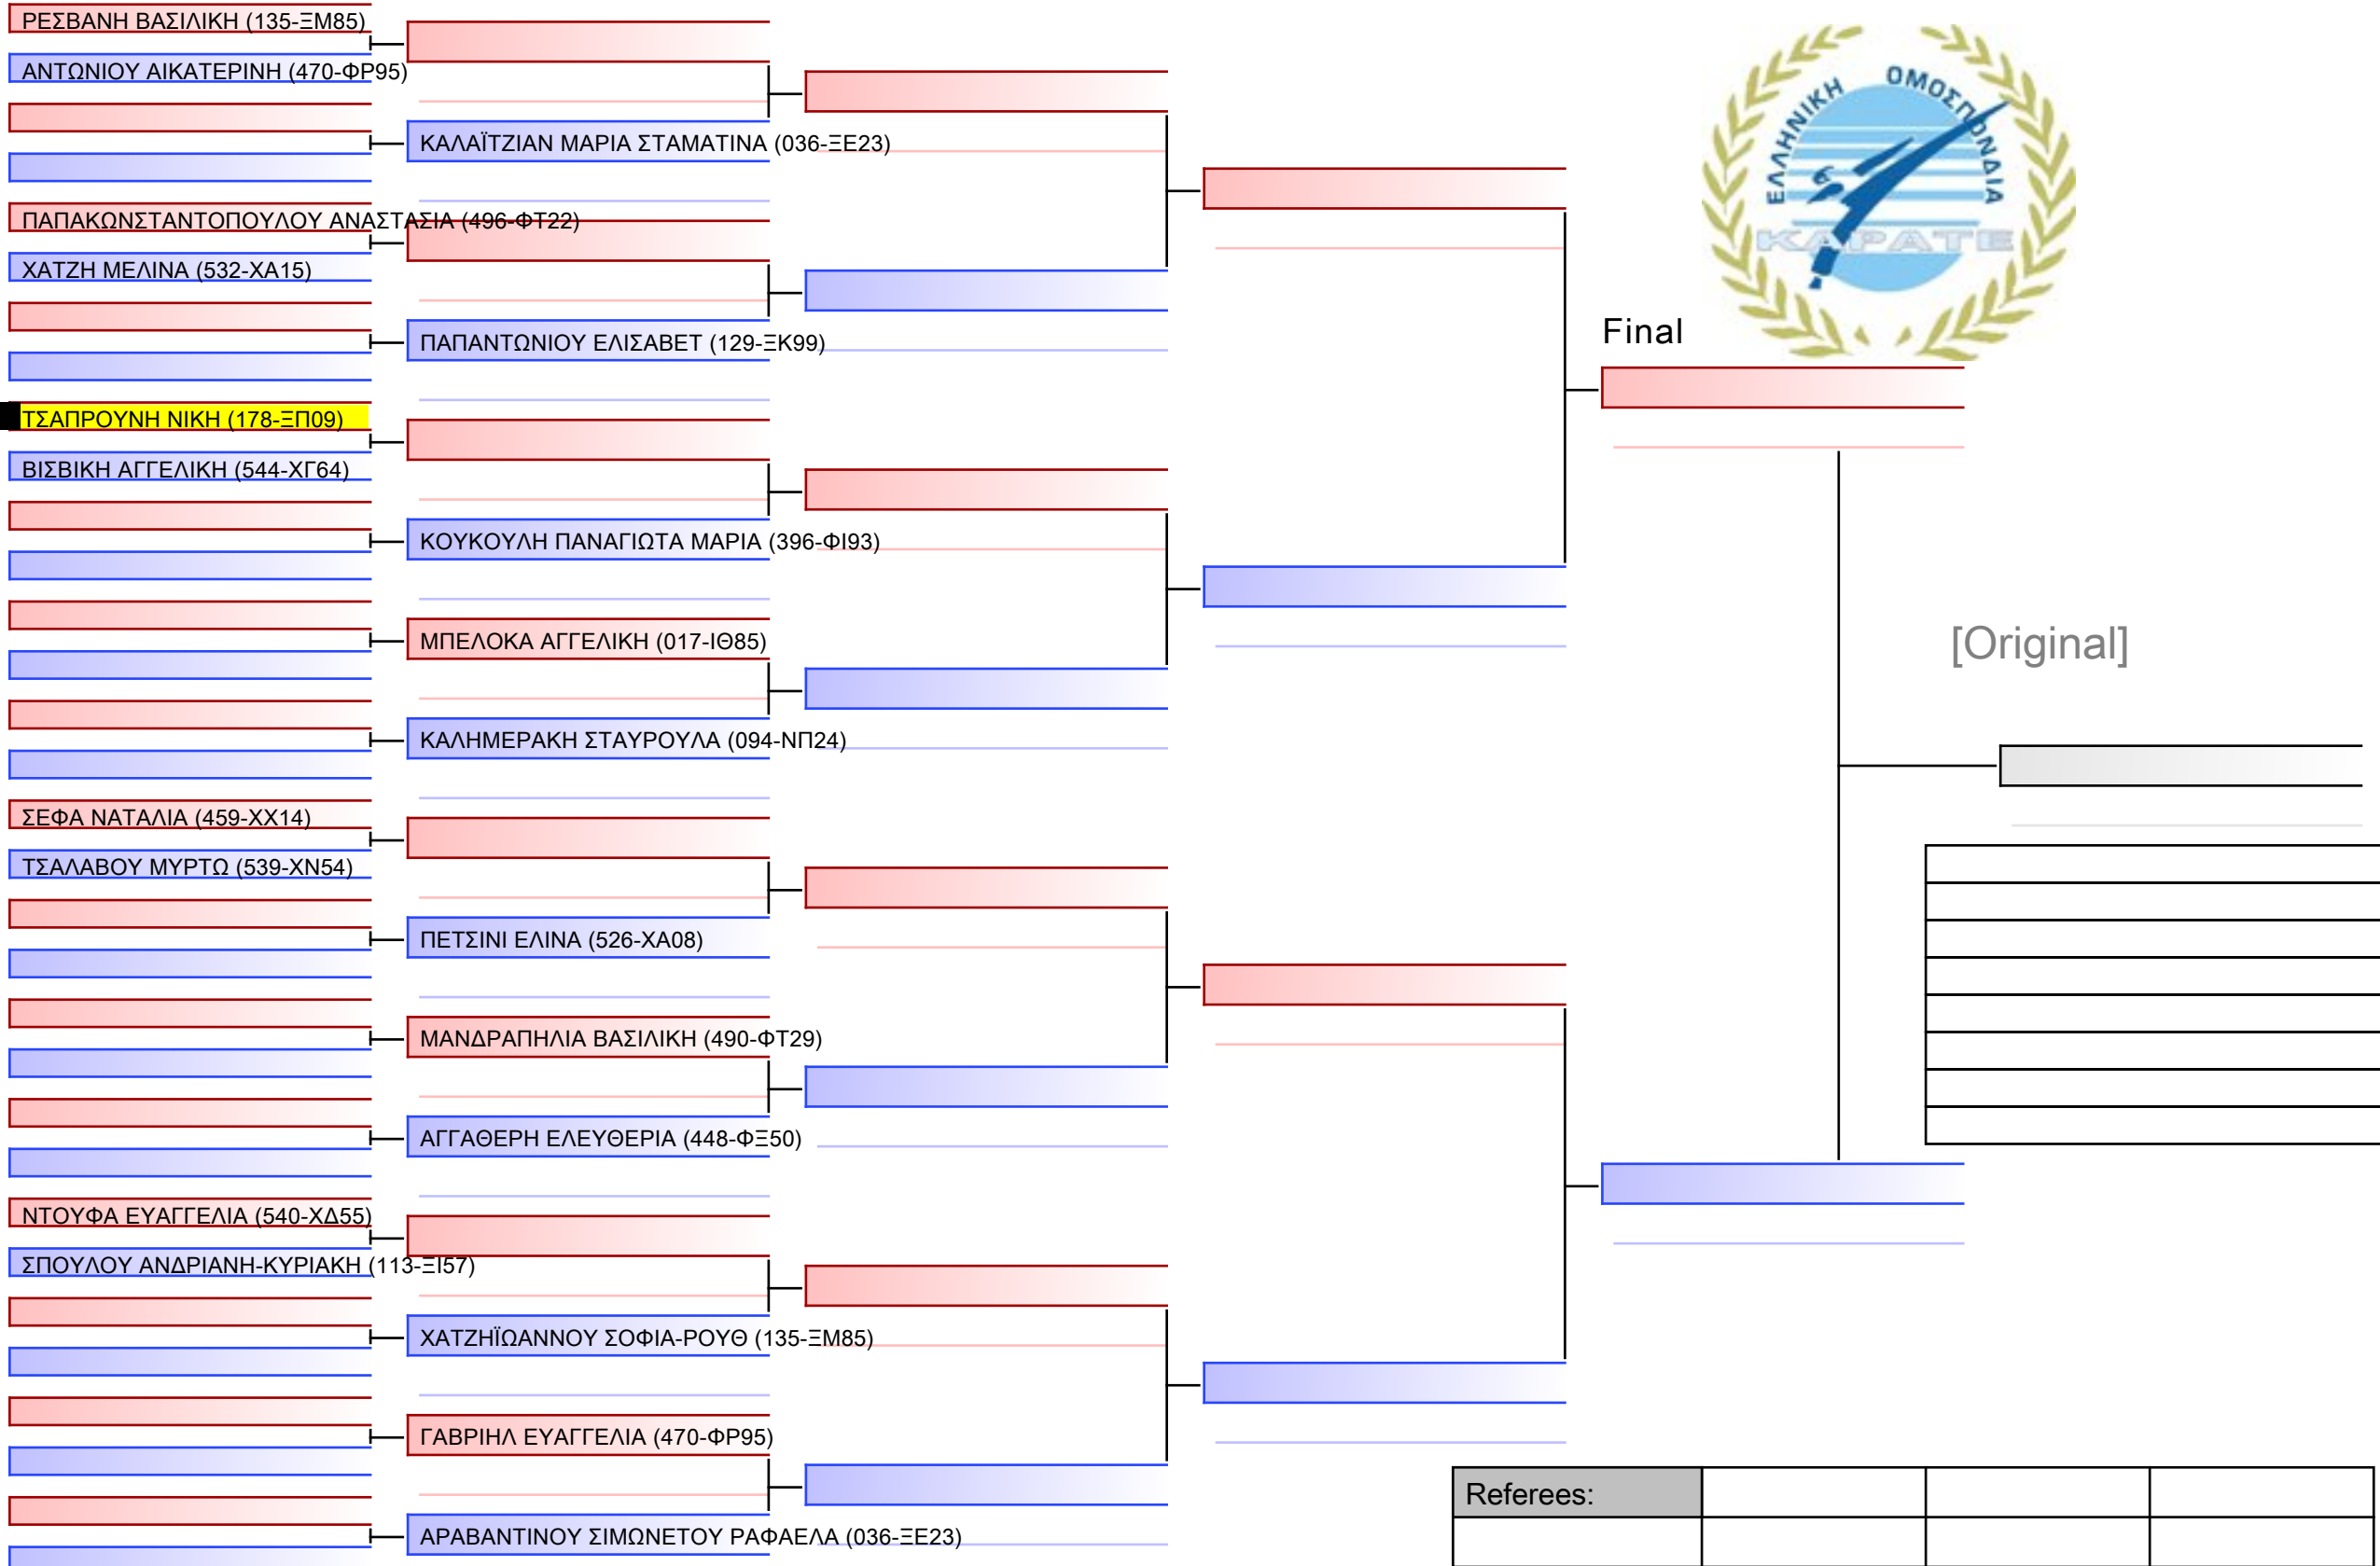 ΡΕΣΒΑΝΗ ΒΑΣΙΛΙΚΗ (135-ΞΜ85)
ΑΝΤΩΝΙΟΥ ΑΙΚΑΤΕΡΙΝΗ (470-ΦΡ95)
ΚΑΛΑΪΤΖΙΑΝ ΜΑΡΙΑ ΣΤΑΜΑΤΙΝΑ (036-ΞΕ23)
ΠΑΠΑΚΩΝΣΤΑΝΤΟΠΟΥΛΟΥ ΑΝΑΣΤΑΣΙΑ (496-ΦΤ22)
ΧΑΤΖΗ ΜΕΛΙΝΑ (532-ΧΑ15)
ΠΑΠΑΝΤΩΝΙΟΥ ΕΛΙΣΑΒΕΤ (129-ΞΚ99)
ΤΣΑΠΡΟΥΝΗ ΝΙΚΗ (178-ΞΠ09)
ΒΙΣΒΙΚΗ ΑΓΓΕΛΙΚΗ (544-ΧΓ64)
ΚΟΥΚΟΥΛΗ ΠΑΝΑΓΙΩΤΑ ΜΑΡΙΑ (396-ΦΙ93)
ΜΠΕΛΟΚΑ ΑΓΓΕΛΙΚΗ (017-ΙΘ85)
ΚΑΛΗΜΕΡΑΚΗ ΣΤΑΥΡΟΥΛΑ (094-ΝΠ24)
ΣΕΦΑ ΝΑΤΑΛΙΑ (459-ΧΧ14)
ΤΣΑΛΑΒΟΥ ΜΥΡΤΩ (539-ΧΝ54)
ΠΕΤΣΙΝΙ ΕΛΙΝΑ (526-ΧΑ08)
ΜΑΝΔΡΑΠΗΛΙΑ ΒΑΣΙΛΙΚΗ (490-ΦΤ29)
ΑΓΓΑΘΕΡΗ ΕΛΕΥΘΕΡΙΑ (448-ΦΞ50)
ΝΤΟΥΦΑ ΕΥΑΓΓΕΛΙΑ (540-ΧΔ55)
ΣΠΟΥΛΟΥ ΑΝΔΡΙΑΝΗ-ΚΥΡΙΑΚΗ (113-ΞΙ57)
ΧΑΤΖΗΪΩΑΝΝΟΥ ΣΟΦΙΑ-ΡΟΥΘ (135-ΞΜ85)
ΓΑΒΡΙΗΛ ΕΥΑΓΓΕΛΙΑ (470-ΦΡ95)
ΑΡΑΒΑΝΤΙΝΟΥ ΣΙΜΩΝΕΤΟΥ ΡΑΦΑΕΛΑ (036-ΞΕ23)
ΕΛΛΗΝΙΚΗ ΟΜΟΣΠΟΝΔΙΑ
ΚΑΡΑΤΕ
Final
[Original]
Referees: